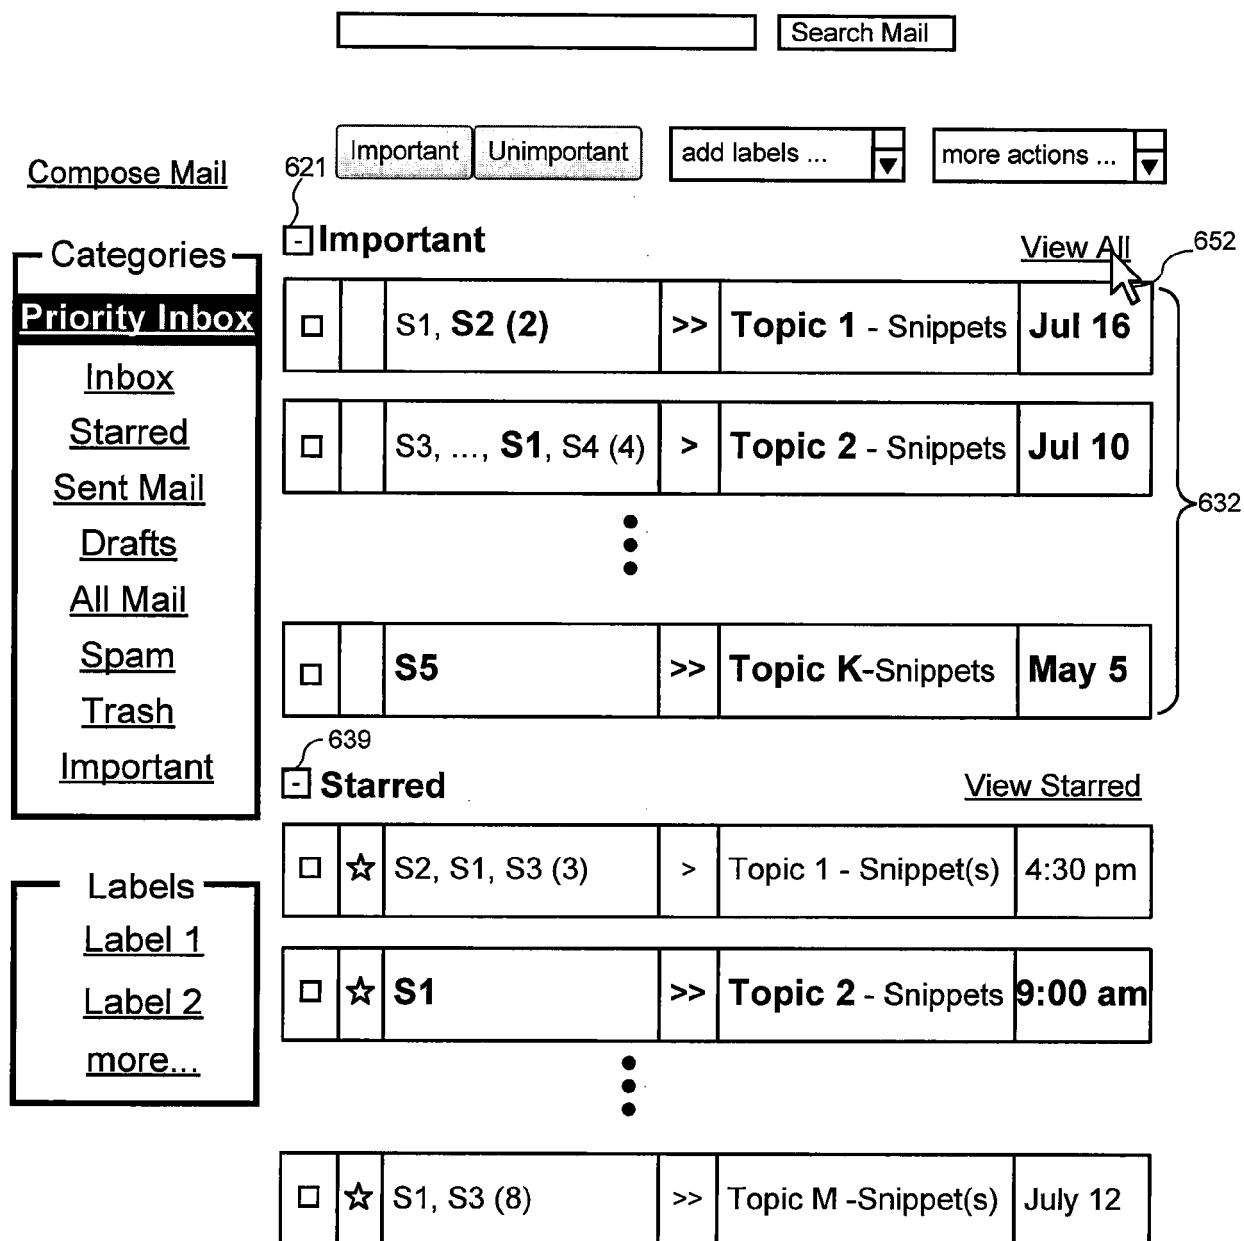 Search Mail
Important Unimportant add labels ... more actions ...
Compose Mail
621
- Important View All 652
Categories
Priority Inbox
Inbox
Starred
Sent Mail
Drafts
All Mail
Spam
Trash
Important
S1, S2 (2) >> Topic 1 - Snippets Jul 16
S3, ..., S1, S4 (4) > Topic 2 - Snippets Jul 10
632
S5 >> Topic K-Snippets May 5
639
- Starred View Starred
S2, S1, S3 (3) > Topic 1 - Snippet(s) 4:30 pm
Labels
Label 1
Label 2
more...
S1 >> Topic 2 - Snippets 9:00 am
S1, S3 (8) >> Topic M -Snippet(s) July 12